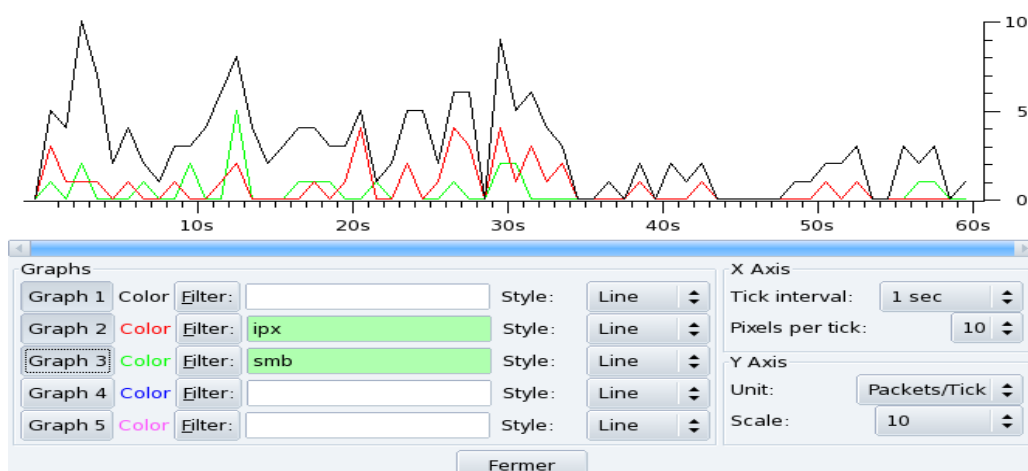 10
5
0
10s 20s 30s 40s 50s 60s
Graphs
Graph 1 Color Filter: Style: Line
Graph 2 Color Filter: ipx Style: Line
Graph 3 Color Filter: smb Style: Line
Graph 4 Color Filter: Style: Line
Graph 5 Color Filter: Style: Line
X Axis
Tick interval: 1 sec
Pixels per tick: 10
Y Axis
Unit: Packets/Tick
Scale: 10
Fermer